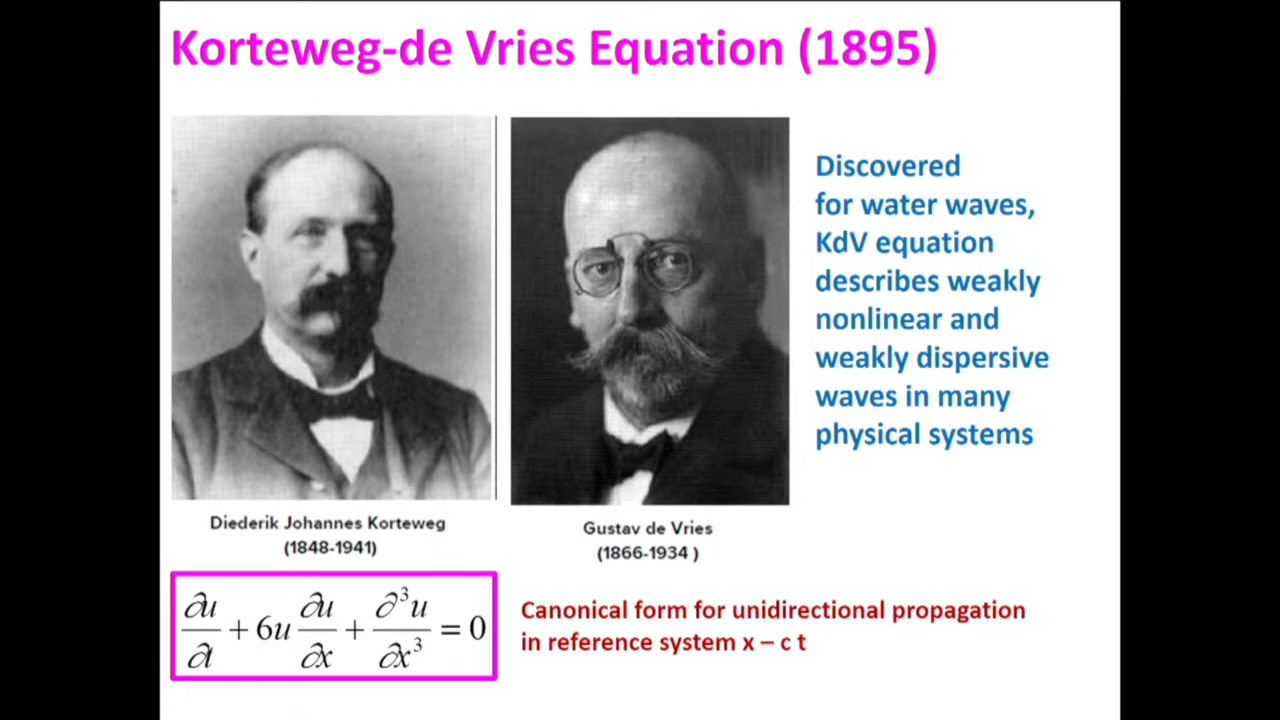 Korteweg-de Vries Equation (1895)
Discovered
for water waves,
KdV equation
describes weakly
nonlinear and
weakly dispersive
waves in many
physical systems
Diederik Johannes Korteweg
(1848-1941)
Gustav de Vries
(1866-1934 )
∂u/∂t + 6u ∂u/∂x + ∂³u/∂x³ = 0
Canonical form for unidirectional propagation
in reference system x – c t